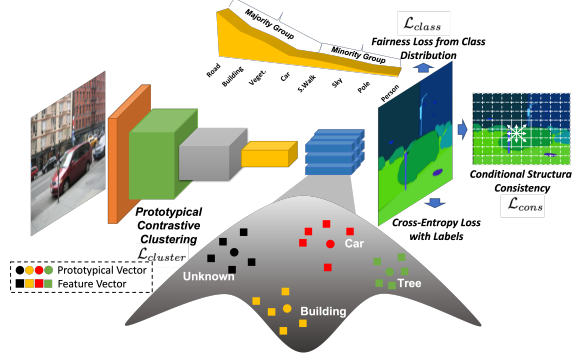 Majority Group
Minority Group
Road
Building
Veget.
Car
S.Walk
Sky
Pole
Person
ℒclass
Fairness Loss from Class
Distribution
Conditional Structural
Consistency
ℒcons
Cross-Entropy Loss
with Labels
Prototypical
Contrastive
Clustering
ℒcluster
Prototypical Vector
Feature Vector
Unknown
Car
Tree
Building